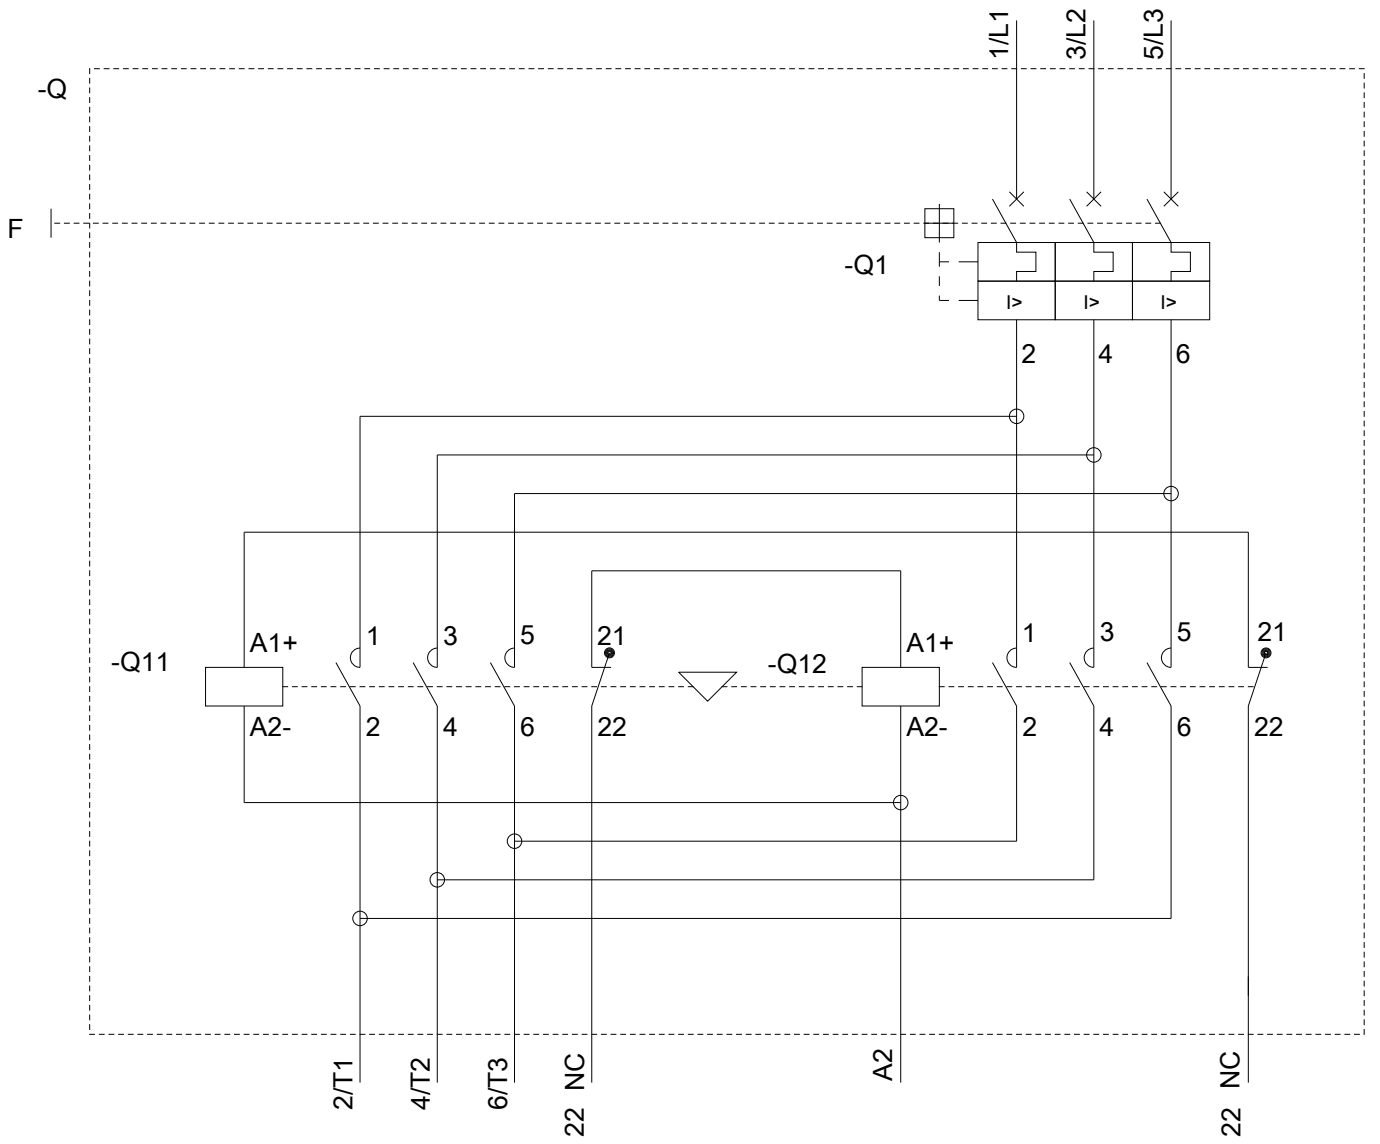 1/L1 3/L2 5/L3
-Q
F
-Q1
I> I> I>
2 4 6
1 3 5 21 1 3 5 21
A1+ A1+
-Q11 -Q12
A2- 2 4 6 22 A2- 2 4 6 22
2/T1 4/T2 6/T3 22 NC A2 22 NC